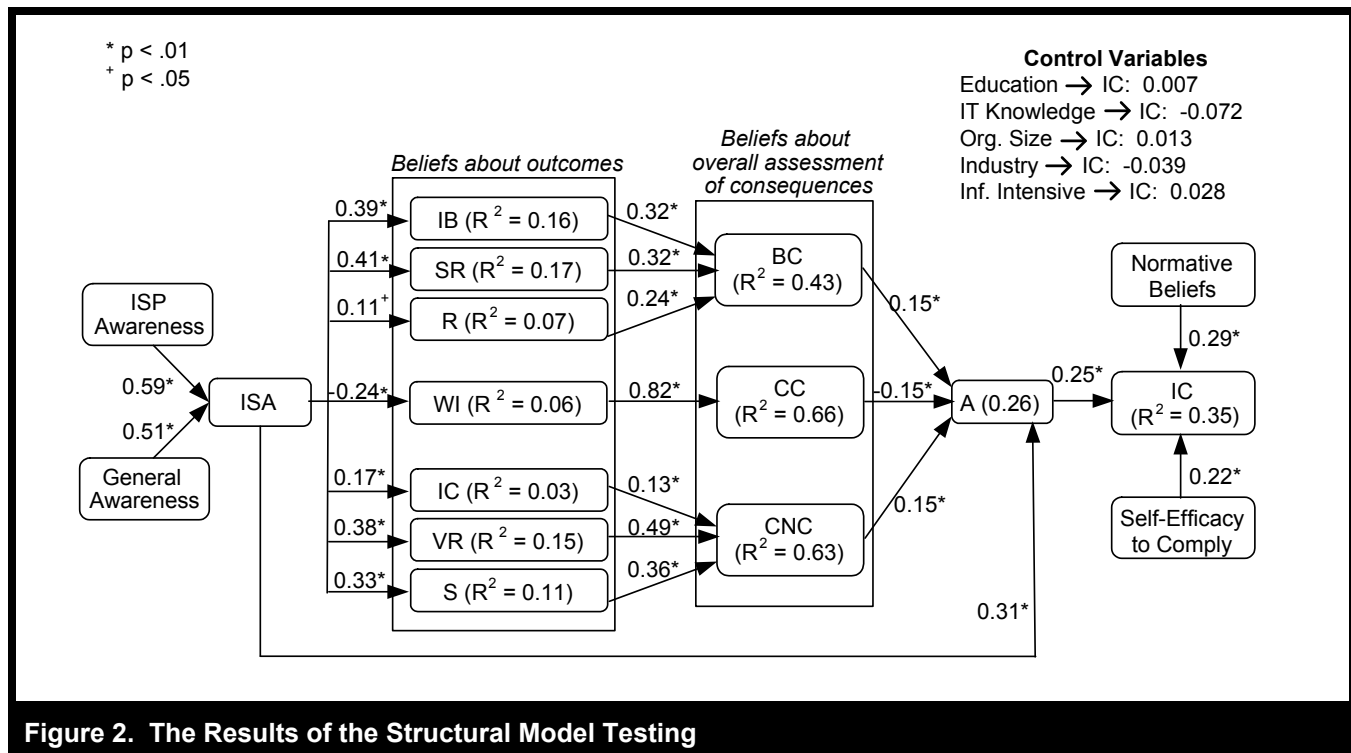 * p < .01
+ p < .05
Control Variables
Education → IC: 0.007
IT Knowledge → IC: -0.072
Org. Size → IC: 0.013
Industry → IC: -0.039
Inf. Intensive → IC: 0.028
Beliefs about outcomes
Beliefs about
overall assessment
of consequences
ISP
Awareness
0.59*
0.51*
General
Awareness
ISA
0.39*
0.41*
0.11+
-0.24*
0.17*
0.38*
0.33*
IB (R² = 0.16)
SR (R² = 0.17)
R (R² = 0.07)
WI (R² = 0.06)
IC (R² = 0.03)
VR (R² = 0.15)
S (R² = 0.11)
0.32*
0.32*
0.24*
0.82*
0.13*
0.49*
0.36*
BC
(R² = 0.43)
CC
(R² = 0.66)
CNC
(R² = 0.63)
0.15*
-0.15*
0.15*
0.31*
A (0.26)
0.25*
Normative
Beliefs
0.29*
IC
(R² = 0.35)
0.22*
Self-Efficacy
to Comply
Figure 2. The Results of the Structural Model Testing